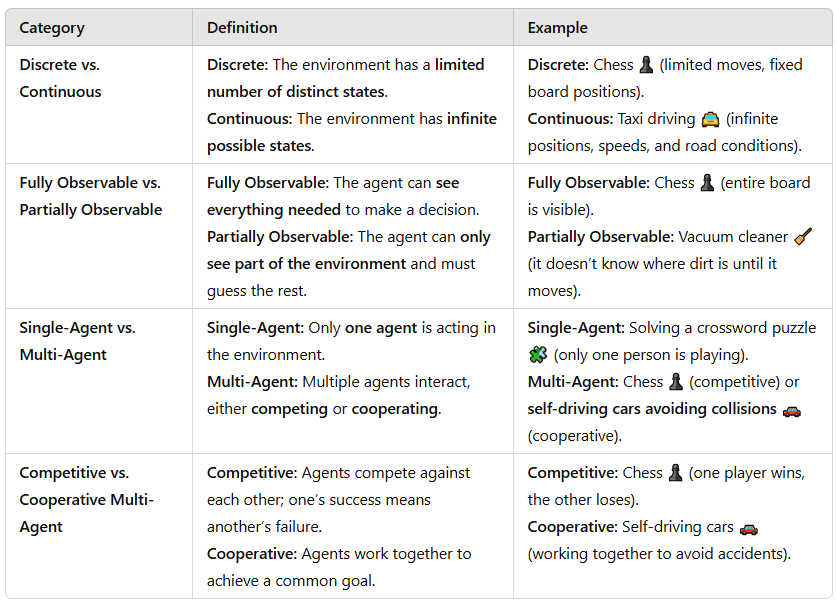 Category
Definition
Example
Discrete vs.
Continuous
Discrete: The environment has a limited
number of distinct states.
Continuous: The environment has infinite
possible states.
Discrete: Chess ♟️ (limited moves, fixed
board positions).
Continuous: Taxi driving 🚖 (infinite
positions, speeds, and road conditions).
Fully Observable vs.
Partially Observable
Fully Observable: The agent can see
everything needed to make a decision.
Partially Observable: The agent can only
see part of the environment and must
guess the rest.
Fully Observable: Chess ♟️ (entire board
is visible).
Partially Observable: Vacuum cleaner 🧹
(it doesn’t know where dirt is until it
moves).
Single-Agent vs.
Multi-Agent
Single-Agent: Only one agent is acting in
the environment.
Multi-Agent: Multiple agents interact,
either competing or cooperating.
Single-Agent: Solving a crossword puzzle
🧩 (only one person is playing).
Multi-Agent: Chess ♟️ (competitive) or
self-driving cars avoiding collisions 🚗
(cooperative).
Competitive vs.
Cooperative Multi-
Agent
Competitive: Agents compete against
each other; one’s success means
another’s failure.
Cooperative: Agents work together to
achieve a common goal.
Competitive: Chess ♟️ (one player wins,
the other loses).
Cooperative: Self-driving cars 🚗
(working together to avoid accidents).